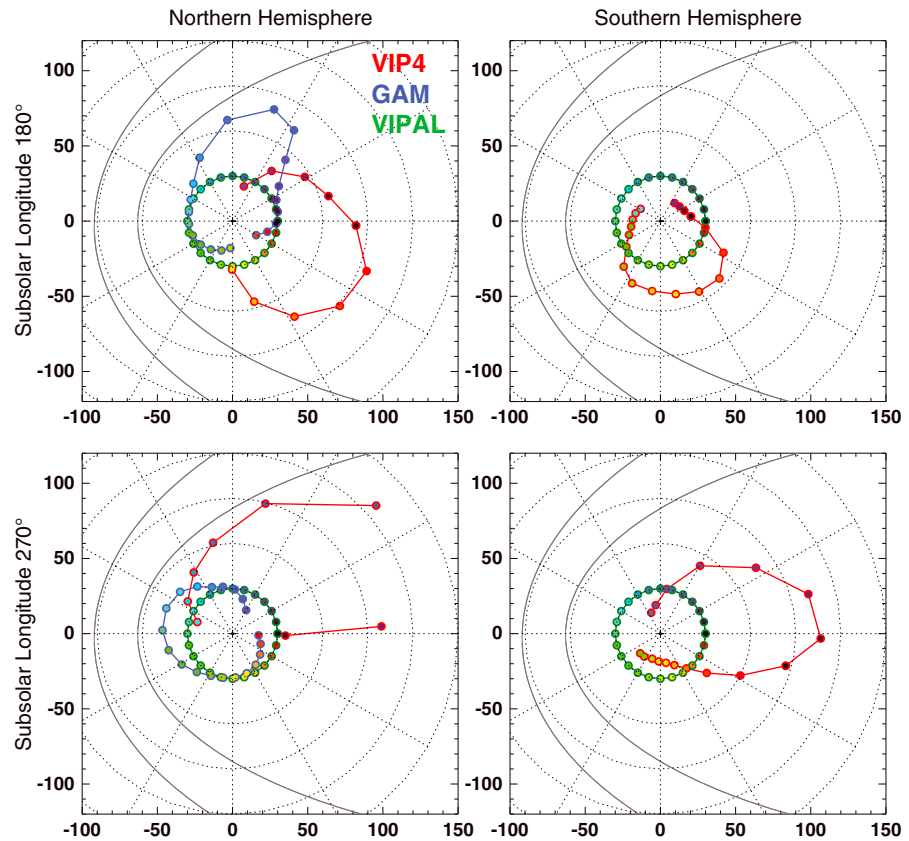 Northern Hemisphere
Southern Hemisphere
Subsolar Longitude 180°
100
50
0
-50
-100
VIP4
GAM
VIPAL
-100 -50 0 50 100 150
100
50
0
-50
-100
-100 -50 0 50 100 150
Subsolar Longitude 270°
100
50
0
-50
-100
-100 -50 0 50 100 150
100
50
0
-50
-100
-100 -50 0 50 100 150